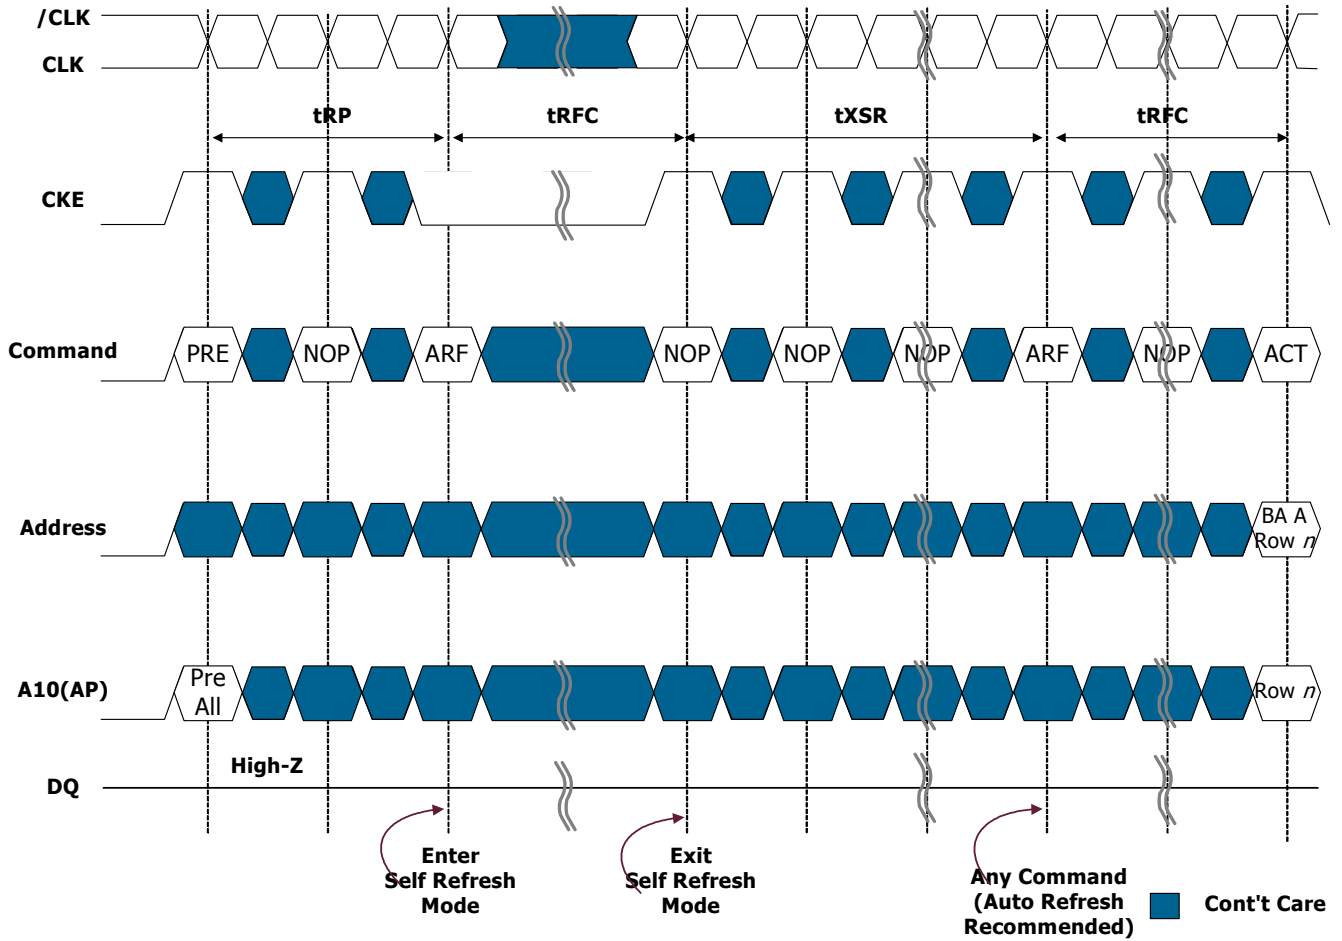 /CLK
CLK
tRP
tRFC
tXSR
tRFC
CKE
Command
PRE
NOP
ARF
NOP
NOP
NOP
ARF
NOP
ACT
Address
BA A
Row n
A10(AP)
Pre
All
Row n
High-Z
DQ
Enter
Self Refresh
Mode
Exit
Self Refresh
Mode
Any Command
(Auto Refresh
Recommended)
Cont't Care